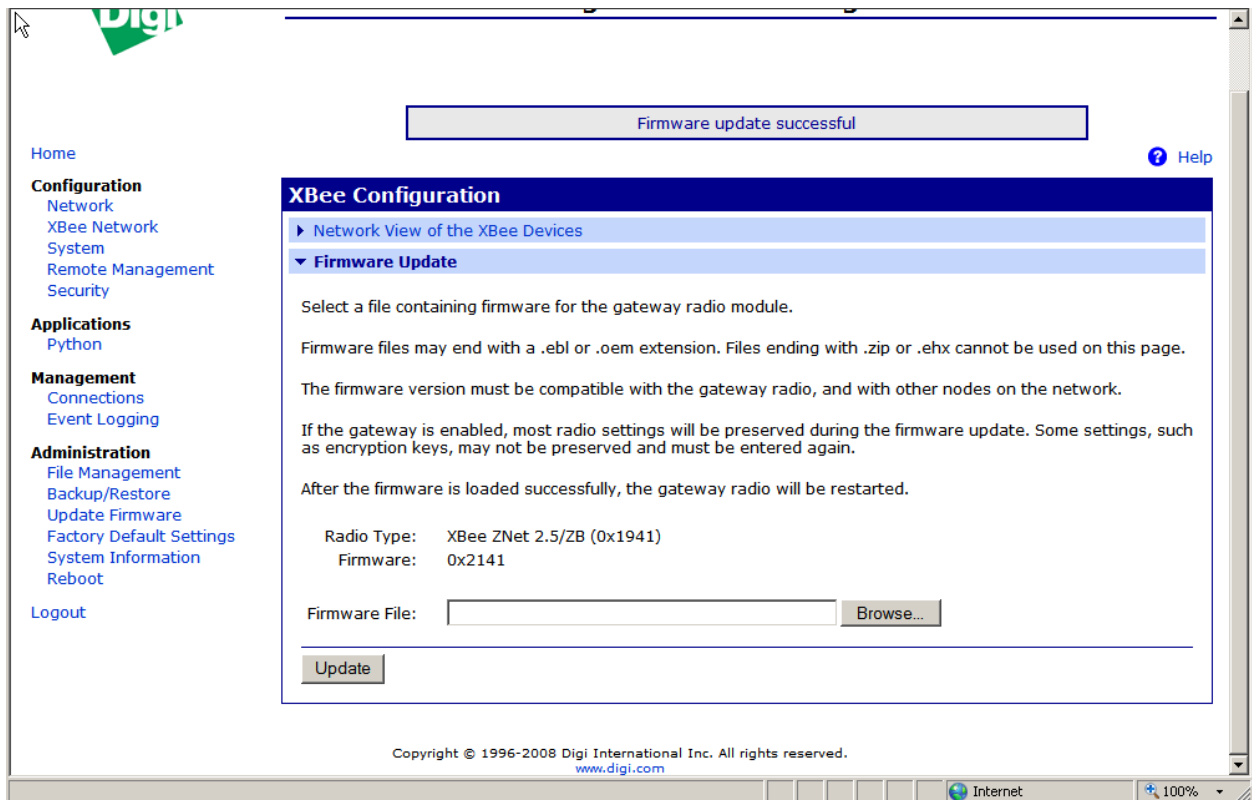 Digi
Firmware update successful
Home
Help
Configuration
Network
XBee Network
System
Remote Management
Security
Applications
Python
Management
Connections
Event Logging
Administration
File Management
Backup/Restore
Update Firmware
Factory Default Settings
System Information
Reboot
Logout
XBee Configuration
Network View of the XBee Devices
Firmware Update
Select a file containing firmware for the gateway radio module.
Firmware files may end with a .ebl or .oem extension. Files ending with .zip or .ehx cannot be used on this page.
The firmware version must be compatible with the gateway radio, and with other nodes on the network.
If the gateway is enabled, most radio settings will be preserved during the firmware update. Some settings, such
as encryption keys, may not be preserved and must be entered again.
After the firmware is loaded successfully, the gateway radio will be restarted.
Radio Type: XBee ZNet 2.5/ZB (0x1941)
Firmware: 0x2141
Firmware File: Browse...
Update
Copyright © 1996-2008 Digi International Inc. All rights reserved.
www.digi.com
Internet 100%